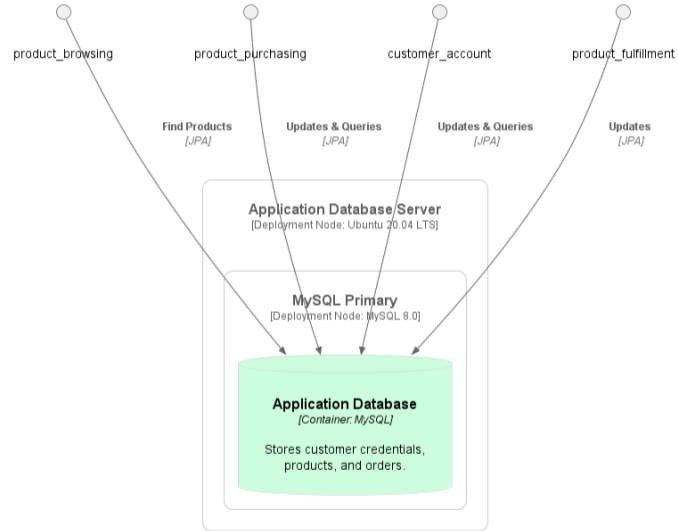 product_browsing
product_purchasing
customer_account
product_fulfillment
Find Products
[JPA]
Updates & Queries
[JPA]
Updates & Queries
[JPA]
Updates
[JPA]
Application Database Server
[Deployment Node: Ubuntu 20.04 LTS]
MySQL Primary
[Deployment Node: MySQL 8.0]
Application Database
[Container: MySQL]
Stores customer credentials,
products, and orders.